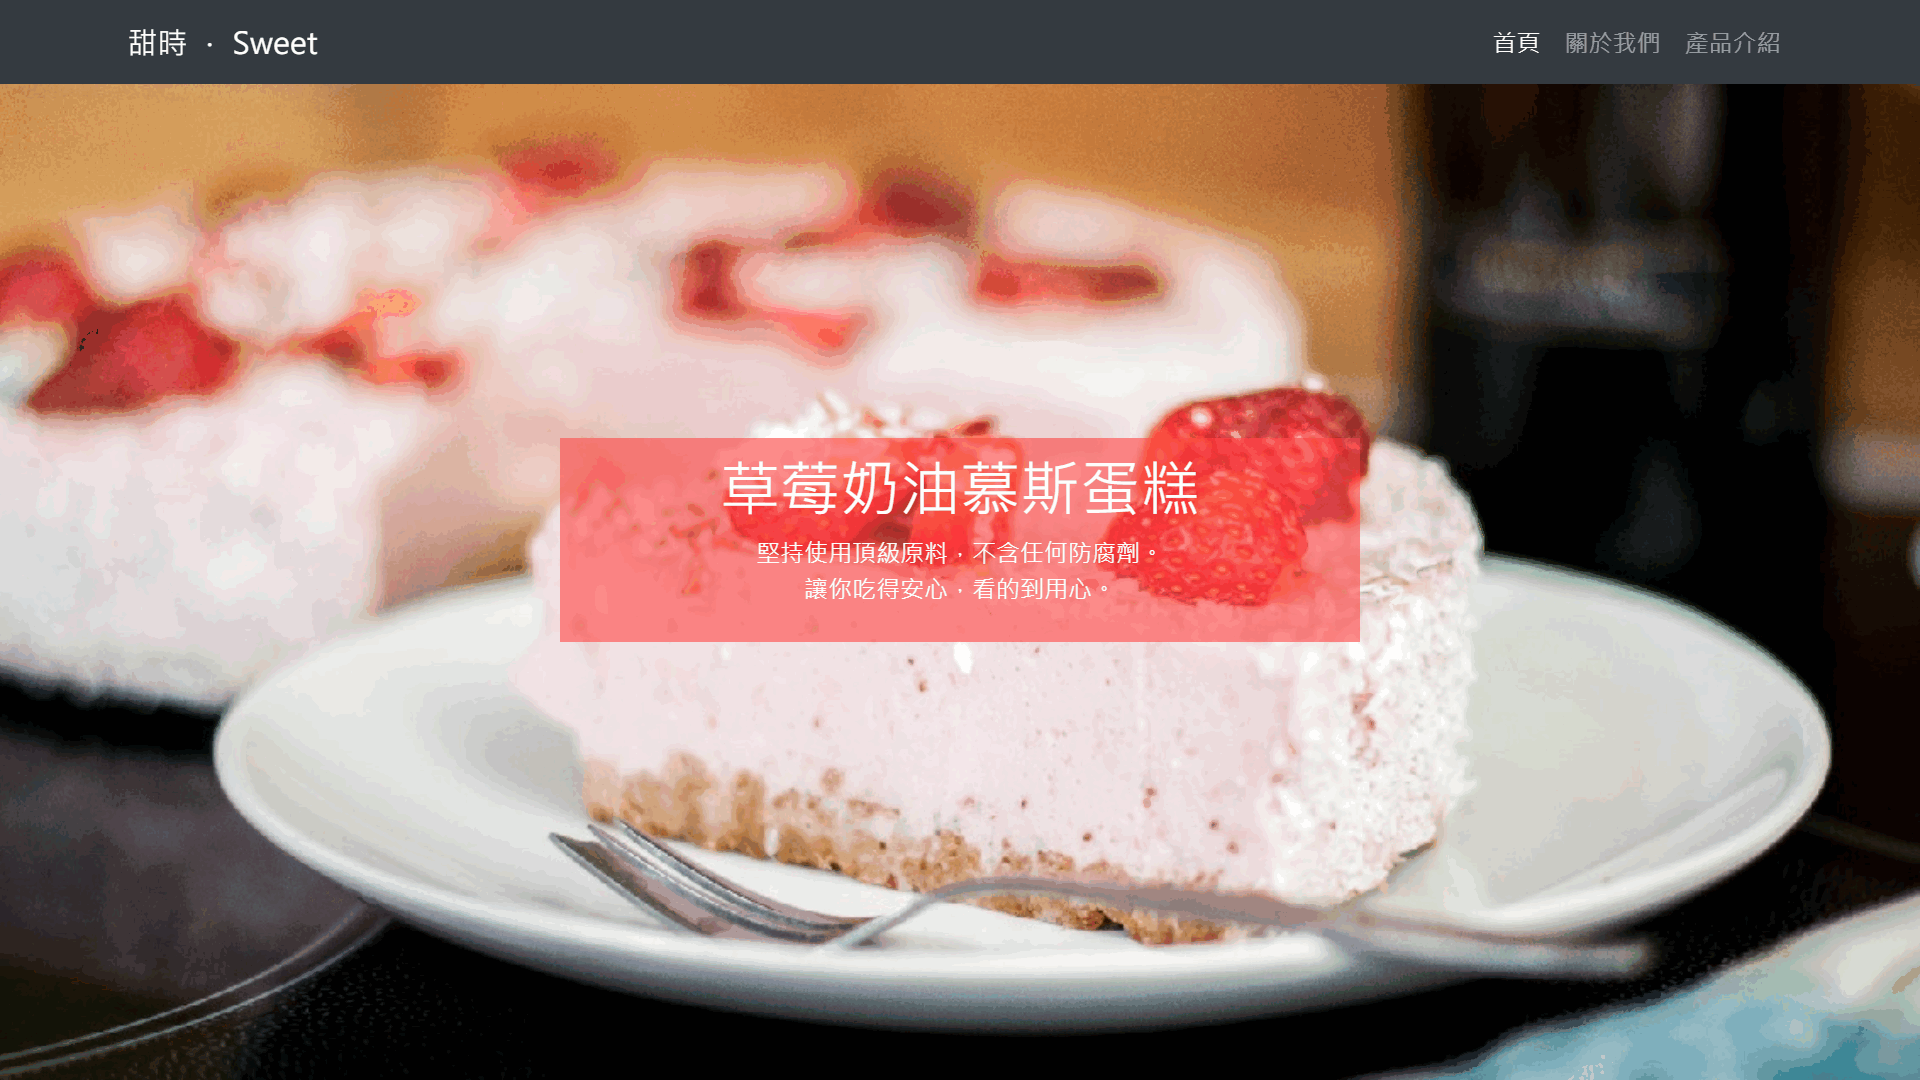 甜時 · Sweet
首頁 關於我們 產品介紹
草莓奶油慕斯蛋糕
堅持使用頂級原料，不含任何防腐劑。
讓你吃得安心，看的到用心。